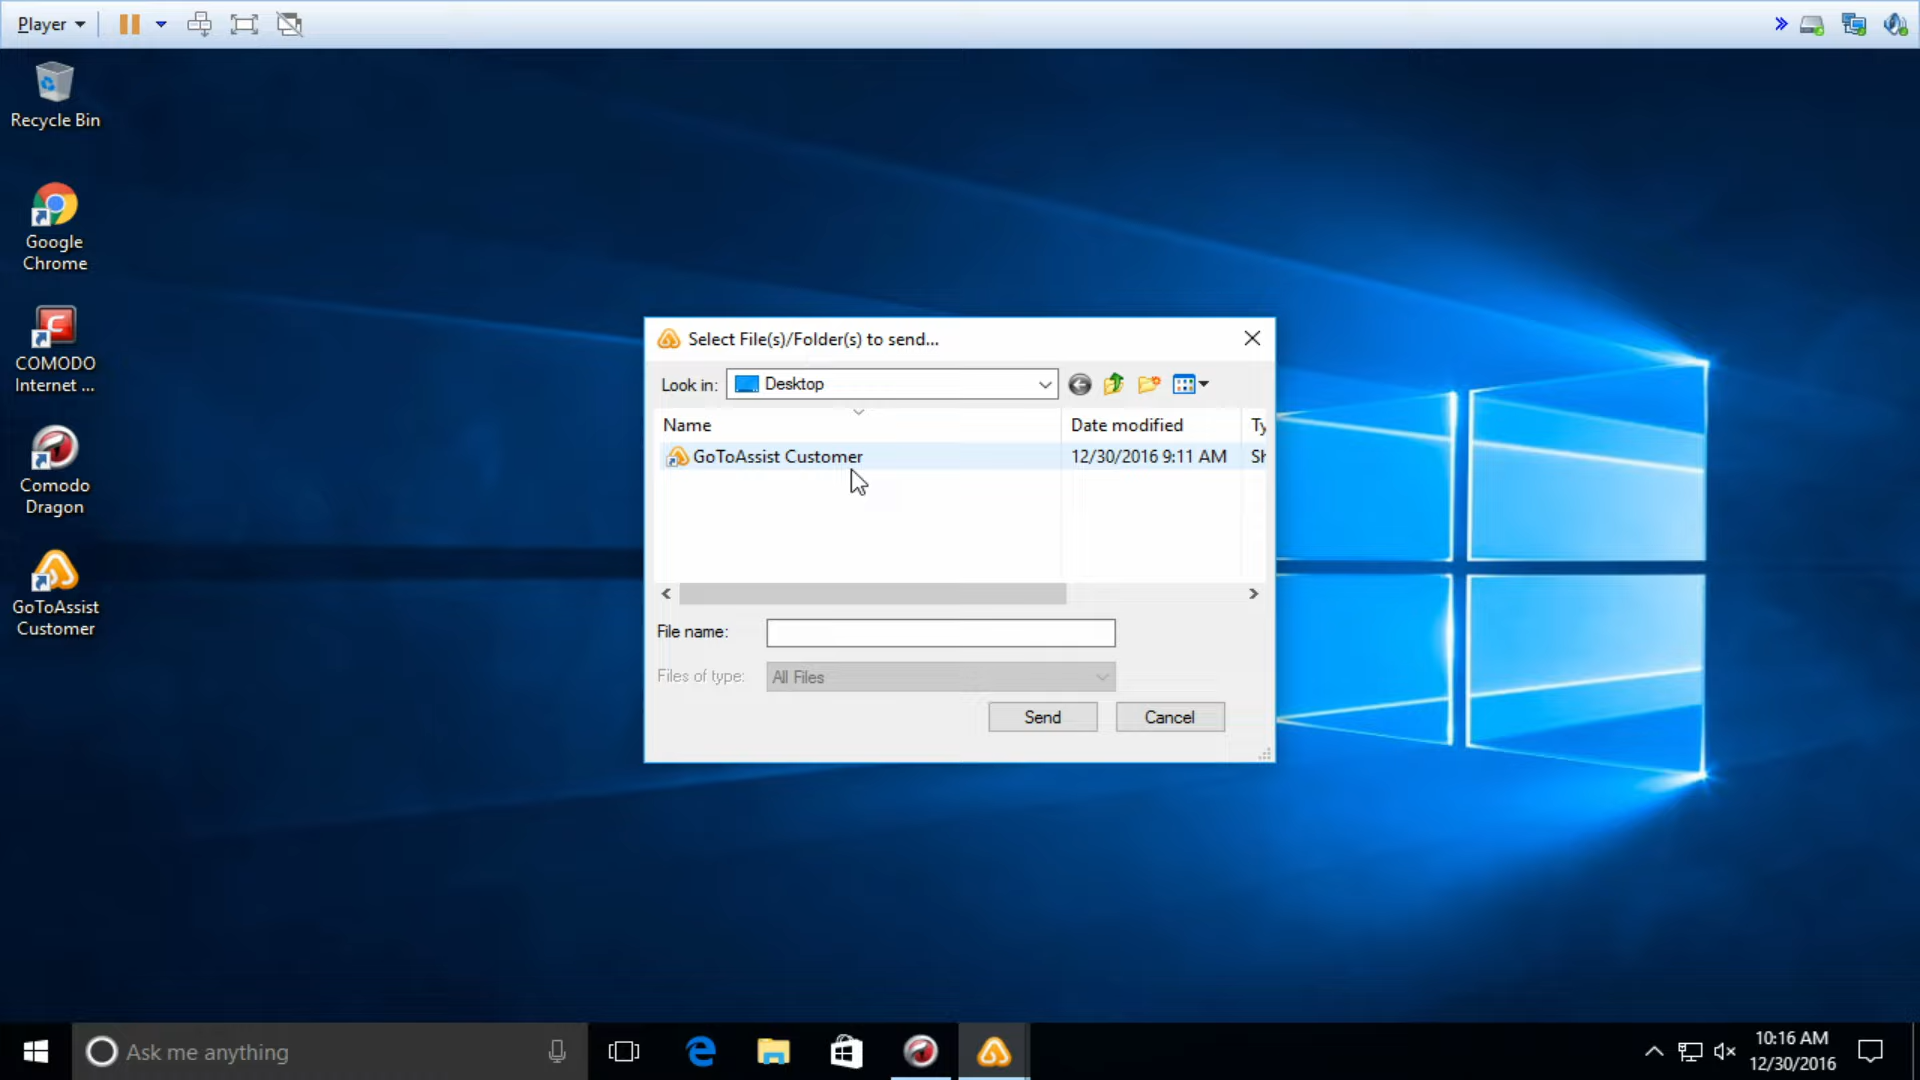 Player
Recycle Bin
Google
Chrome
COMODO
Internet ...
Comodo
Dragon
GoToAssist
Customer
Select File(s)/Folder(s) to send...
Look in:
Desktop
Name
Date modified
Ty
GoToAssist Customer
12/30/2016 9:11 AM
Sh
File name:
Files of type:
All Files
Send
Cancel
Ask me anything
10:16 AM
12/30/2016